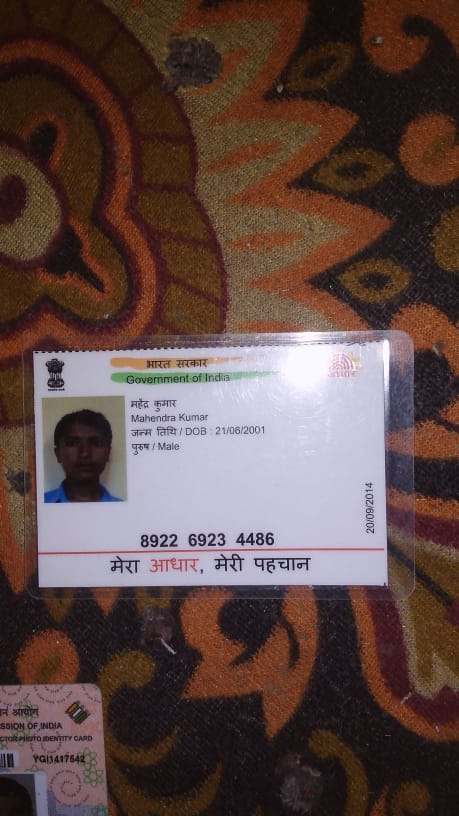 भारत सरकार
Government of India
आधार
महेंद्र कुमार
Mahendra Kumar
जन्म तिथि / DOB : 21/06/2001
पुरुष / Male
20/09/2014
8922 6923 4486
मेरा आधार, मेरी पहचान
आयोग
SSION OF INDIA
CTOR PHOTO IDENTITY CARD
YGI1417542